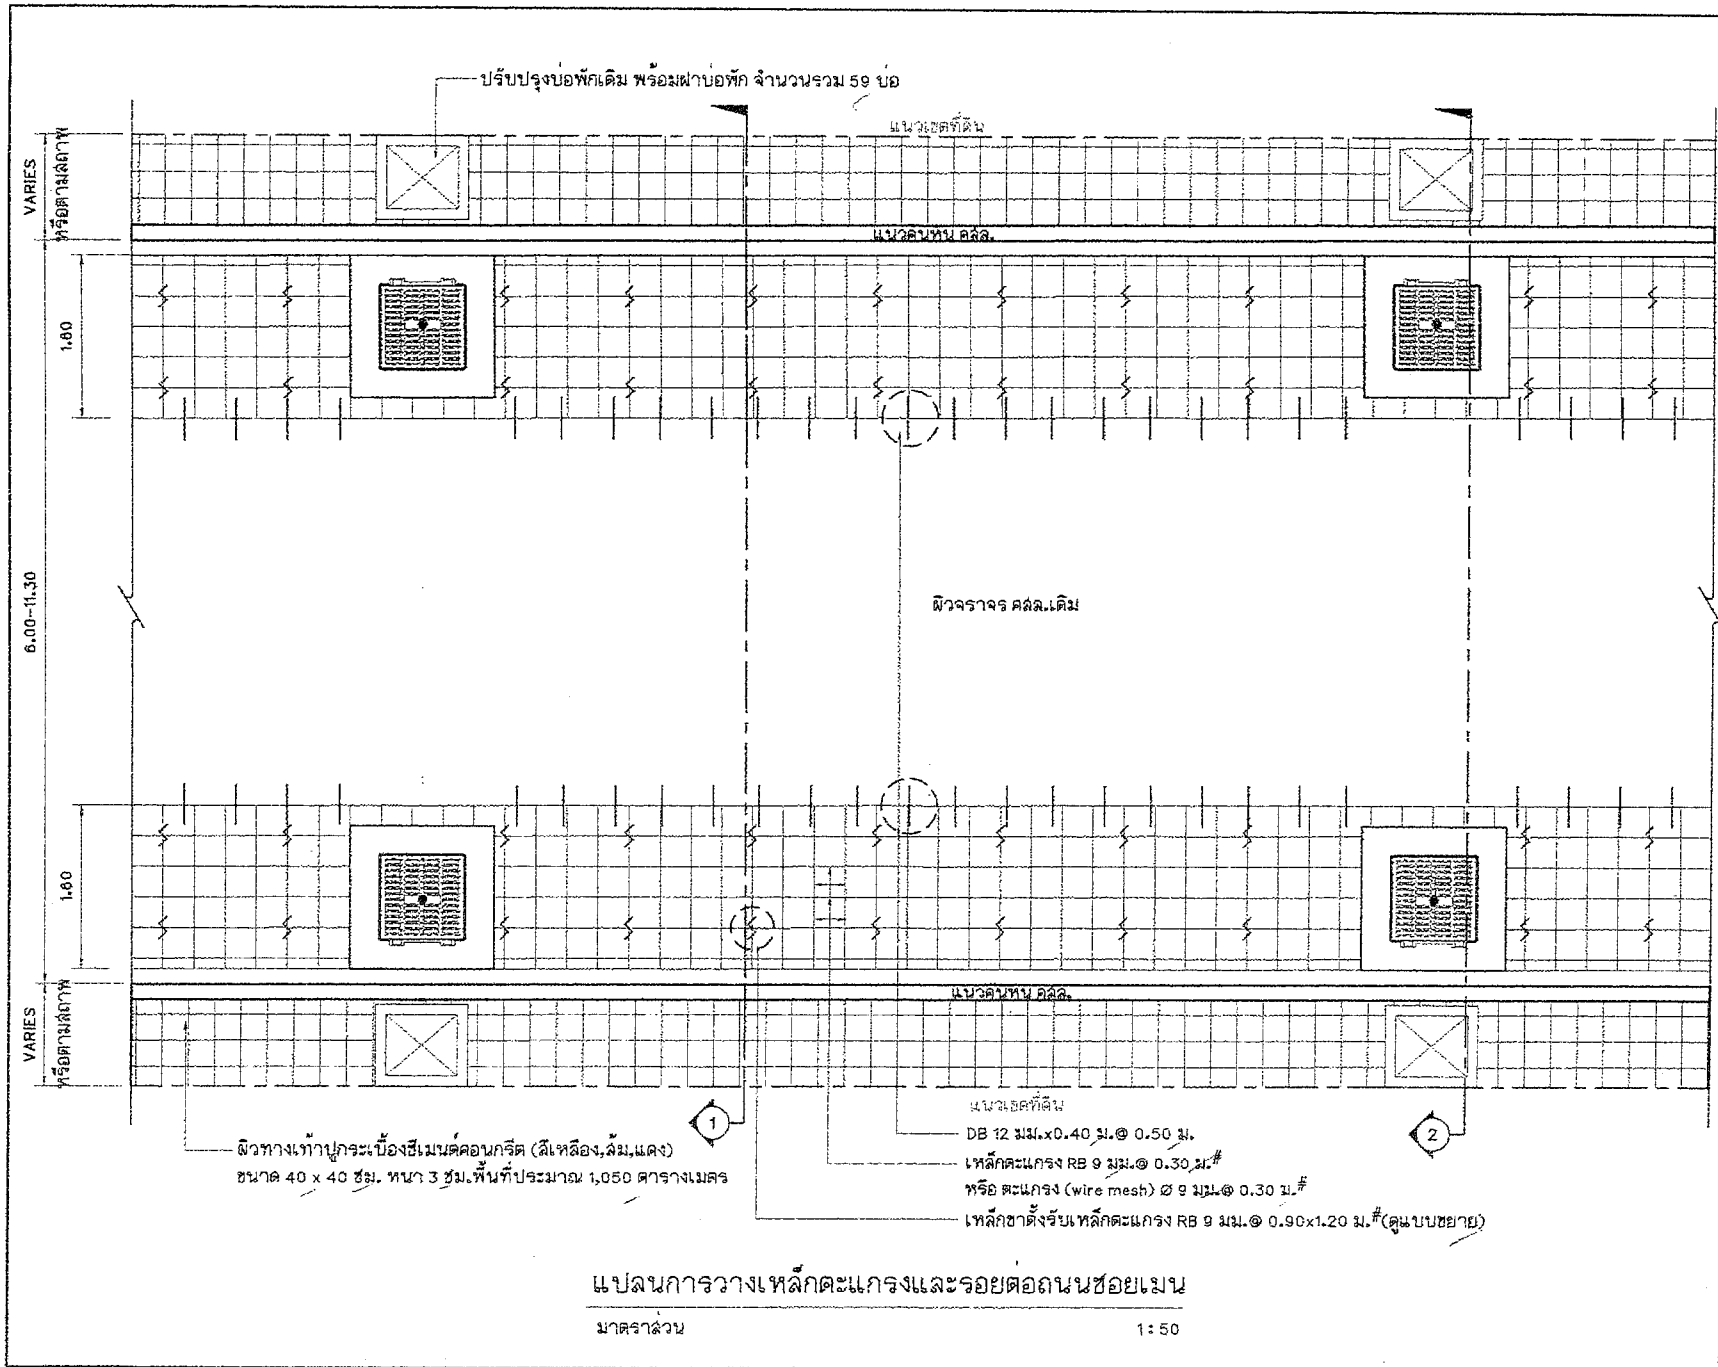 ปรับปรุงบ่อพักเดิม พร้อมฝาบ่อพัก จำนวนรวม 59 บ่อ
แนวเขตที่ดิน
VARIES
หรือตามสภาพ
แนวคันหิน คสล.
1.80
6.00-11.30
ผิวจราจร คสล.เดิม
1.80
แนวคันหิน คสล.
VARIES
หรือตามสภาพ
แนวเขตที่ดิน
1
2
DB 12 มม.x0.40 ม.@ 0.50 ม.
ผิวทางเท้าปูกระเบื้องซีเมนต์คอนกรีต (สีเหลือง,ส้ม,แดง)
ขนาด 40 x 40 ซม. หนา 3 ซม.พื้นที่ประมาณ 1,050 ตารางเมตร
เหล็กตะแกรง RB 9 มม.@ 0.30 ม.#
หรือ ตะแกรง (wire mesh) Ø 9 มม.@ 0.30 ม.#
เหล็กขาตั้งรับเหล็กตะแกรง RB 9 มม.@ 0.90x1.20 ม.#(ดูแบบขยาย)
แปลนการวางเหล็กตะแกรงและรอยต่อถนนซอยเมน
มาตราส่วน 1:50